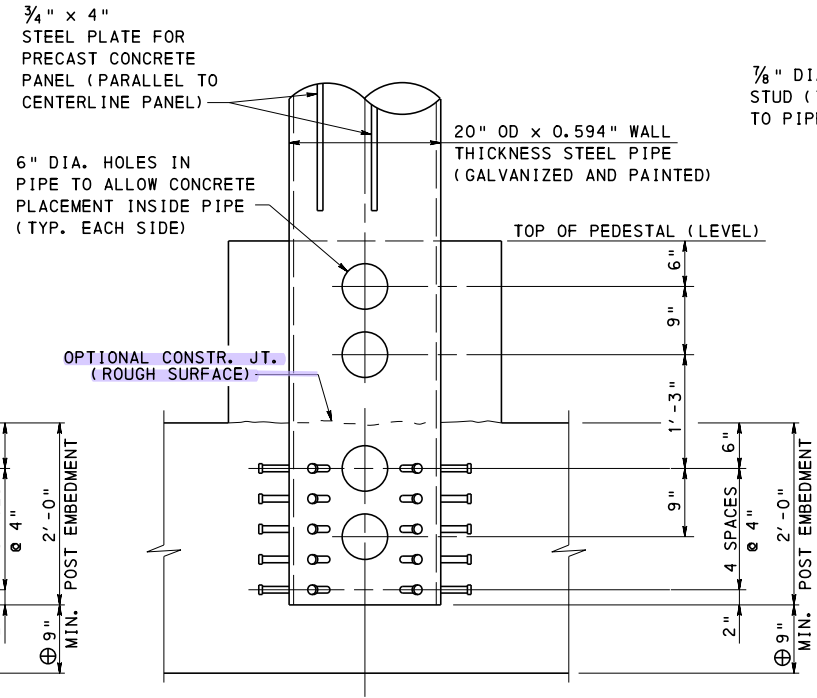 3/4" x 4"
STEEL PLATE FOR
PRECAST CONCRETE
PANEL (PARALLEL TO
CENTERLINE PANEL)
7/8" DIA
STUD (
TO PIP
20" OD x 0.594" WALL
THICKNESS STEEL PIPE
(GALVANIZED AND PAINTED)
6" DIA. HOLES IN
PIPE TO ALLOW CONCRETE
PLACEMENT INSIDE PIPE
(TYP. EACH SIDE)
TOP OF PEDESTAL (LEVEL)
6"
9"
1'-3"
9"
OPTIONAL CONSTR. JT.
(ROUGH SURFACE)
@ 4"
2'-0"
MIN. POST EMBEDMENT
⊕ 9"
6"
4 SPACES
@ 4"
2"
2'-0"
MIN. POST EMBEDMENT
⊕ 9"